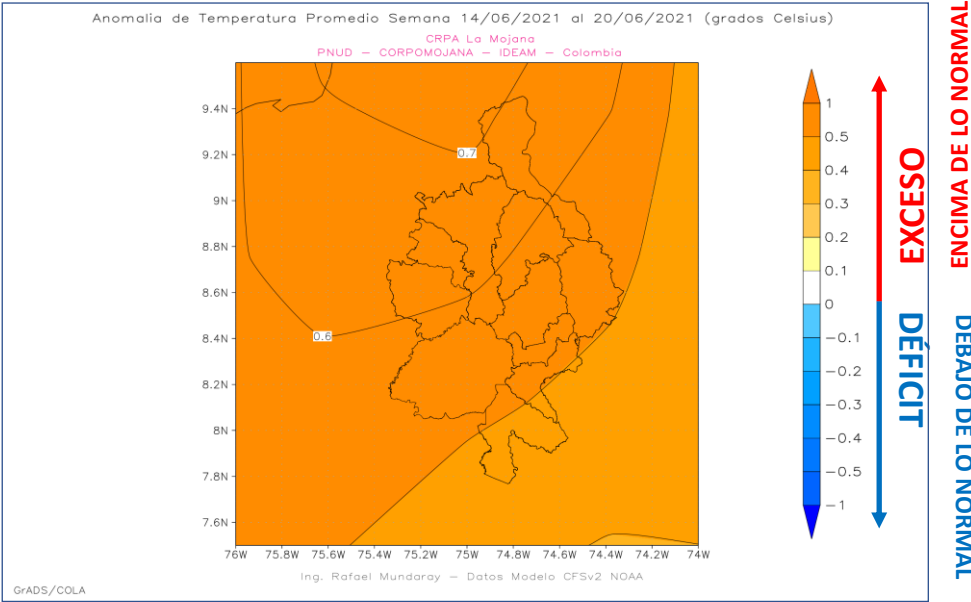 Anomalia de Temperatura Promedio Semana 14/06/2021 al 20/06/2021 (grados Celsius)
CRPA La Mojana
PNUD – CORPOMOJANA – IDEAM – Colombia
9.4N
9.2N
9N
8.8N
8.6N
8.4N
8.2N
8N
7.8N
7.6N
0.7
0.6
76W 75.8W 75.6W 75.4W 75.2W 75W 74.8W 74.6W 74.4W 74.2W 74W
1
0.5
0.4
0.3
0.2
0.1
0
−0.1
−0.2
−0.3
−0.4
−0.5
−1
EXCESO
DÉFICIT
ENCIMA DE LO NORMAL
DEBAJO DE LO NORMAL
Ing. Rafael Mundaray – Datos Modelo CFSv2 NOAA
GrADS/COLA